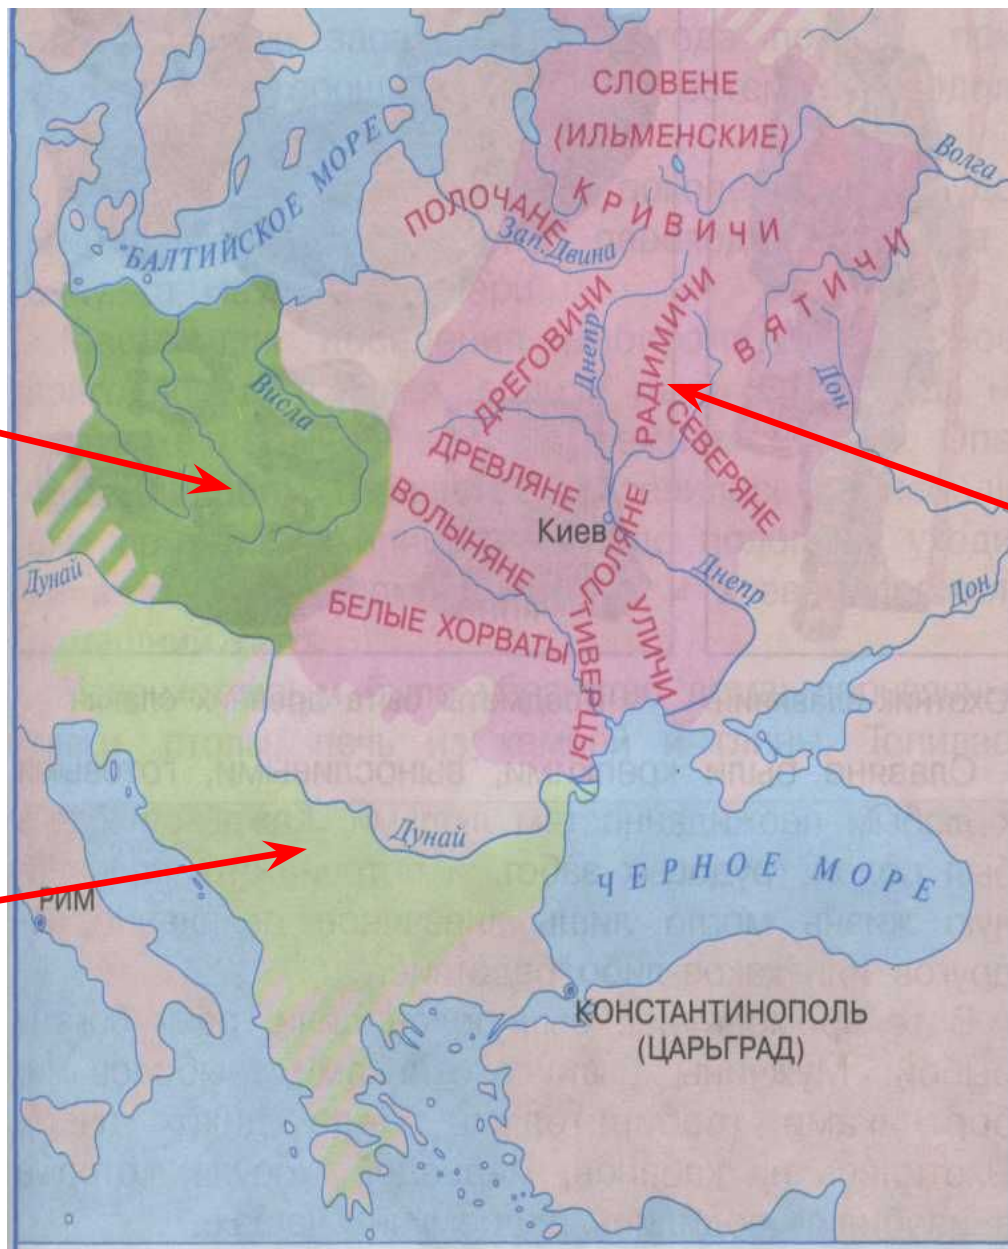 СЛОВЕНЕ
(ИЛЬМЕНСКИЕ)
Волга
БАЛТИЙСКОЕ МОРЕ
КРИВИЧИ
ПОЛОЧАНЕ
Зап. Двина
ВЯТИЧИ
ДРЕГОВИЧИ
Днепр
РАДИМИЧИ
Дон
Висла
СЕВЕРЯНЕ
ДРЕВЛЯНЕ
ВОЛЫНЯНЕ
Киев
ПОЛЯНЕ
Днепр
Дон
Дунай
БЕЛЫЕ ХОРВАТЫ
ТИВЕРЦЫ
УЛИЧИ
Дунай
ЧЕРНОЕ МОРЕ
РИМ
КОНСТАНТИНОПОЛЬ
(ЦАРЬГРАД)